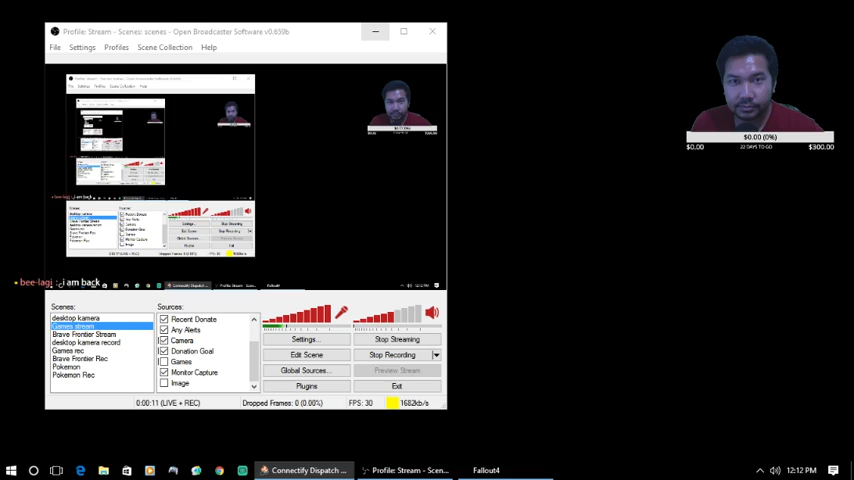 Profile: Stream - Scenes: scenes - Open Broadcaster Software v0.659b
File Settings Profiles Scene Collection Help
$0.00 (0%)
$0.00 22 DAYS TO GO $300.00
bee-lagi : i am back
Scenes:
desktop kamera
Games stream
Brave Frontier Stream
desktop kamera record
Games rec
Brave Frontier Rec
Pokemon
Pokemon Rec
Sources:
Recent Donate
Any Alerts
Camera
Donation Goal
Games
Monitor Capture
Image
Settings... Stop Streaming
Edit Scene Stop Recording
Global Sources... Preview Stream
Plugins Exit
0:00:11 (LIVE + REC) Dropped Frames: 0 (0.00%) FPS: 30 1682kb/s
Connectify Dispatch ... Profile: Stream - Scen... Fallout4 12:12 PM